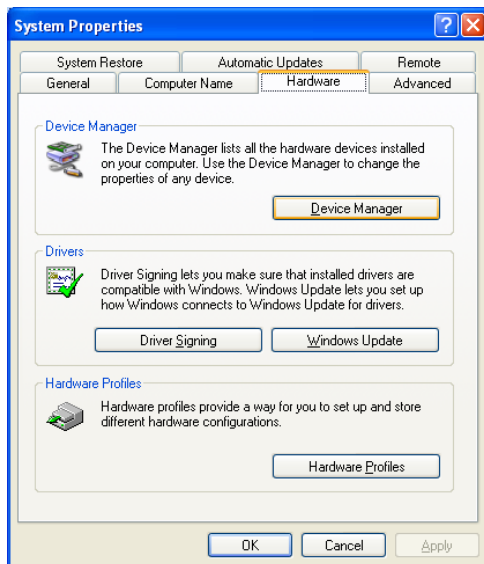 System Properties
System Restore Automatic Updates Remote
General Computer Name Hardware Advanced
Device Manager
The Device Manager lists all the hardware devices installed
on your computer. Use the Device Manager to change the
properties of any device.
Device Manager
Drivers
Driver Signing lets you make sure that installed drivers are
compatible with Windows. Windows Update lets you set up
how Windows connects to Windows Update for drivers.
Driver Signing Windows Update
Hardware Profiles
Hardware profiles provide a way for you to set up and store
different hardware configurations.
Hardware Profiles
OK Cancel Apply